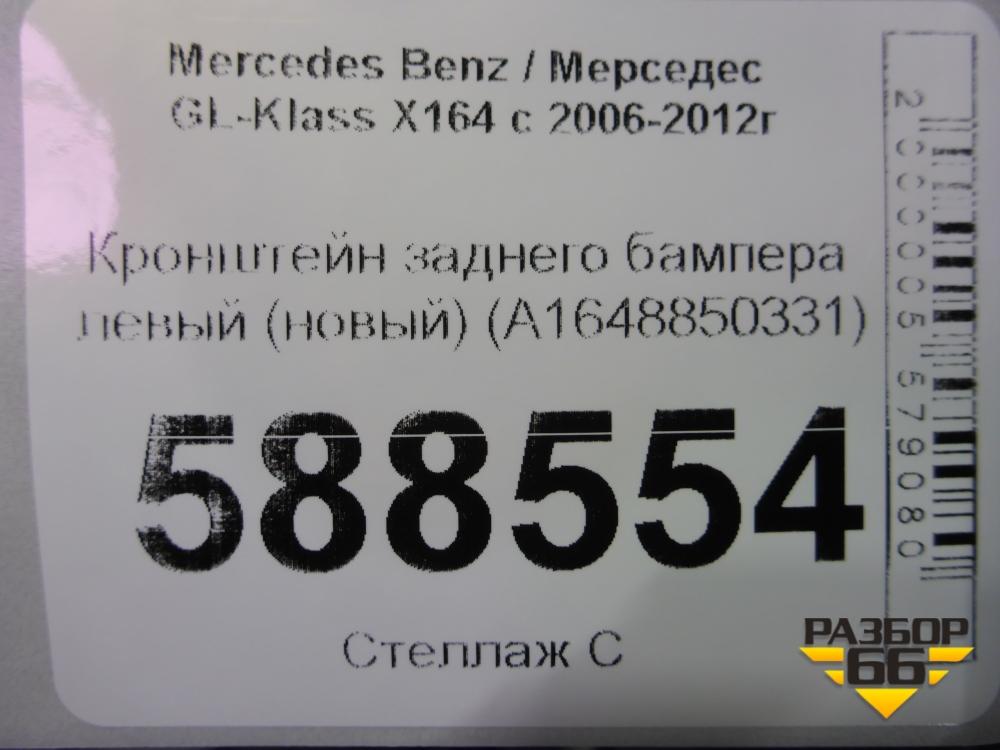 Mercedes Benz / Мерседес
GL-Klass X164 с 2006-2012г
Кронштейн заднего бампера
левый (новый) (A1648850331)
588554
Стеллаж С
2000005579080
РАЗБОР
66